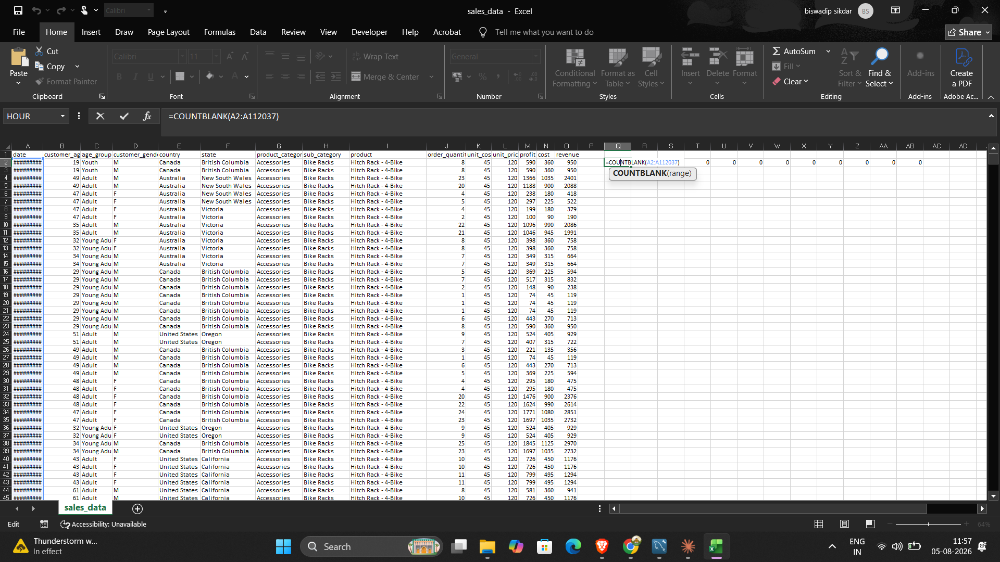 Calibri
sales_data - Excel
biswadip sikdar
BS
File Home Insert Draw Page Layout Formulas Data Review View Developer Help Acrobat Tell me what you want to do Share
Paste
Cut
Copy
Format Painter
Clipboard
Calibri 11
B I U A
Font
Wrap Text
Merge & Center
Alignment
General
Number
Conditional Formatting
Format as Table
Cell Styles
Styles
Insert Delete Format
Cells
AutoSum
Fill
Clear
Sort & Filter
Find & Select
Editing
Add-ins
Add-ins
Create a PDF
Adobe Ac...
HOUR fx =COUNTBLANK(A2:A112037)
A B C D E F G H I J K L M N O P Q R S T U V W X Y Z AA AB AC AD
1 date customer_ag age_group customer_gende country state product_categor sub_category product order_quantit unit_cos unit_pric profit cost revenue
2 ######### 19 Youth M Canada British Columbia Accessories Bike Racks Hitch Rack - 4-Bike 8 45 120 590 360 950 =COUNTBLANK(A2:A112037) 0 0 0 0 0 0 0 0 0
COUNTBLANK(range)
3 ######### 19 Youth M Canada British Columbia Accessories Bike Racks Hitch Rack - 4-Bike 8 45 120 590 360 950
4 ######### 49 Adult M Australia New South Wales Accessories Bike Racks Hitch Rack - 4-Bike 23 45 120 1366 1035 2401
5 ######### 49 Adult M Australia New South Wales Accessories Bike Racks Hitch Rack - 4-Bike 20 45 120 1188 900 2088
6 ######### 47 Adult F Australia New South Wales Accessories Bike Racks Hitch Rack - 4-Bike 4 45 120 238 180 418
7 ######### 47 Adult F Australia New South Wales Accessories Bike Racks Hitch Rack - 4-Bike 5 45 120 297 225 522
8 ######### 47 Adult F Australia Victoria Accessories Bike Racks Hitch Rack - 4-Bike 4 45 120 199 180 379
9 ######### 47 Adult F Australia Victoria Accessories Bike Racks Hitch Rack - 4-Bike 2 45 120 100 90 190
10 ######### 35 Adult M Australia Victoria Accessories Bike Racks Hitch Rack - 4-Bike 22 45 120 1096 990 2086
11 ######### 35 Adult M Australia Victoria Accessories Bike Racks Hitch Rack - 4-Bike 21 45 120 1046 945 1991
12 ######### 32 Young Adu F Australia Victoria Accessories Bike Racks Hitch Rack - 4-Bike 8 45 120 398 360 758
13 ######### 32 Young Adu F Australia Victoria Accessories Bike Racks Hitch Rack - 4-Bike 8 45 120 398 360 758
14 ######### 34 Young Adu M Australia Victoria Accessories Bike Racks Hitch Rack - 4-Bike 7 45 120 349 315 664
15 ######### 34 Young Adu M Australia Victoria Accessories Bike Racks Hitch Rack - 4-Bike 7 45 120 349 315 664
16 ######### 29 Young Adu M Canada British Columbia Accessories Bike Racks Hitch Rack - 4-Bike 5 45 120 369 225 594
17 ######### 29 Young Adu M Canada British Columbia Accessories Bike Racks Hitch Rack - 4-Bike 7 45 120 517 315 832
18 ######### 29 Young Adu M Canada British Columbia Accessories Bike Racks Hitch Rack - 4-Bike 2 45 120 148 90 238
19 ######### 29 Young Adu M Canada British Columbia Accessories Bike Racks Hitch Rack - 4-Bike 1 45 120 74 45 119
20 ######### 29 Young Adu M Canada British Columbia Accessories Bike Racks Hitch Rack - 4-Bike 1 45 120 74 45 119
21 ######### 29 Young Adu M Canada British Columbia Accessories Bike Racks Hitch Rack - 4-Bike 1 45 120 74 45 119
22 ######### 29 Young Adu M Canada British Columbia Accessories Bike Racks Hitch Rack - 4-Bike 6 45 120 443 270 713
23 ######### 29 Young Adu M Canada British Columbia Accessories Bike Racks Hitch Rack - 4-Bike 8 45 120 590 360 950
24 ######### 51 Adult M United States Oregon Accessories Bike Racks Hitch Rack - 4-Bike 9 45 120 524 405 929
25 ######### 51 Adult M United States Oregon Accessories Bike Racks Hitch Rack - 4-Bike 7 45 120 407 315 722
26 ######### 49 Adult M Canada British Columbia Accessories Bike Racks Hitch Rack - 4-Bike 3 45 120 221 135 356
27 ######### 49 Adult M Canada British Columbia Accessories Bike Racks Hitch Rack - 4-Bike 1 45 120 74 45 119
28 ######### 49 Adult M Canada British Columbia Accessories Bike Racks Hitch Rack - 4-Bike 6 45 120 443 270 713
29 ######### 49 Adult M Canada British Columbia Accessories Bike Racks Hitch Rack - 4-Bike 5 45 120 369 225 594
30 ######### 48 Adult F Canada British Columbia Accessories Bike Racks Hitch Rack - 4-Bike 4 45 120 295 180 475
31 ######### 48 Adult F Canada British Columbia Accessories Bike Racks Hitch Rack - 4-Bike 4 45 120 295 180 475
32 ######### 48 Adult F Canada British Columbia Accessories Bike Racks Hitch Rack - 4-Bike 20 45 120 1476 900 2376
33 ######### 48 Adult F Canada British Columbia Accessories Bike Racks Hitch Rack - 4-Bike 22 45 120 1624 990 2614
34 ######### 47 Adult F Canada British Columbia Accessories Bike Racks Hitch Rack - 4-Bike 24 45 120 1771 1080 2851
35 ######### 47 Adult F Canada British Columbia Accessories Bike Racks Hitch Rack - 4-Bike 23 45 120 1697 1035 2732
36 ######### 32 Young Adu F United States Oregon Accessories Bike Racks Hitch Rack - 4-Bike 9 45 120 524 405 929
37 ######### 32 Young Adu F United States Oregon Accessories Bike Racks Hitch Rack - 4-Bike 9 45 120 524 405 929
38 ######### 34 Young Adu M Canada British Columbia Accessories Bike Racks Hitch Rack - 4-Bike 25 45 120 1845 1125 2970
39 ######### 34 Young Adu M Canada British Columbia Accessories Bike Racks Hitch Rack - 4-Bike 23 45 120 1697 1035 2732
40 ######### 43 Adult F United States California Accessories Bike Racks Hitch Rack - 4-Bike 10 45 120 726 450 1176
41 ######### 43 Adult F United States California Accessories Bike Racks Hitch Rack - 4-Bike 10 45 120 726 450 1176
42 ######### 43 Adult F United States California Accessories Bike Racks Hitch Rack - 4-Bike 11 45 120 799 495 1294
43 ######### 43 Adult F United States California Accessories Bike Racks Hitch Rack - 4-Bike 11 45 120 799 495 1294
44 ######### 61 Adult M United States California Accessories Bike Racks Hitch Rack - 4-Bike 8 45 120 581 360 941
45 ######### 61 Adult M United States California Accessories Bike Racks Hitch Rack - 4-Bike 10 45 120 726 450 1176
sales_data
Edit Accessibility: Unavailable 64%
Thunderstorm w...
In effect
Search
ENG
IN
11:57
05-08-2026